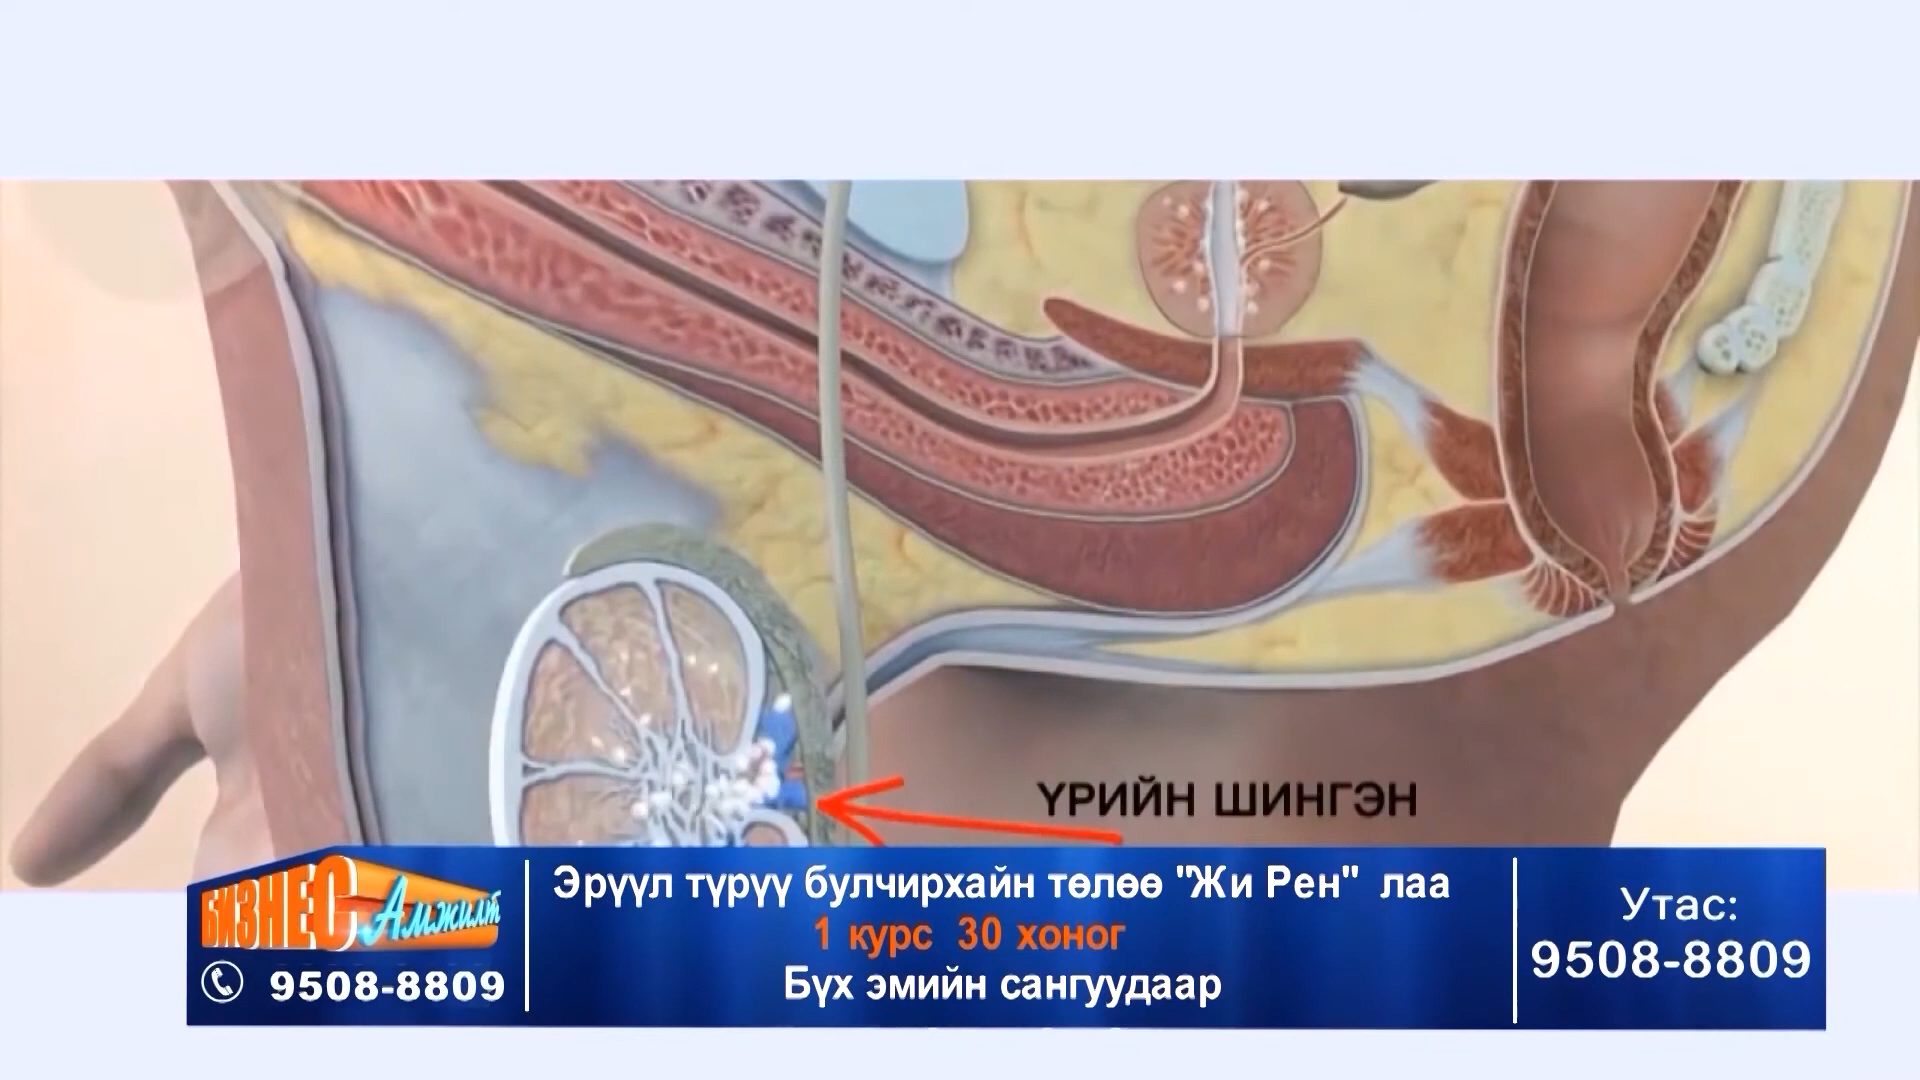 ҮРИЙН ШИНГЭН
БИЗНЕС Амжилт
9508-8809
Эрүүл түрүү булчирхайн төлөө "Жи Рен" лаа
1 курс 30 хоног
Бүх эмийн сангуудаар
Утас:
9508-8809